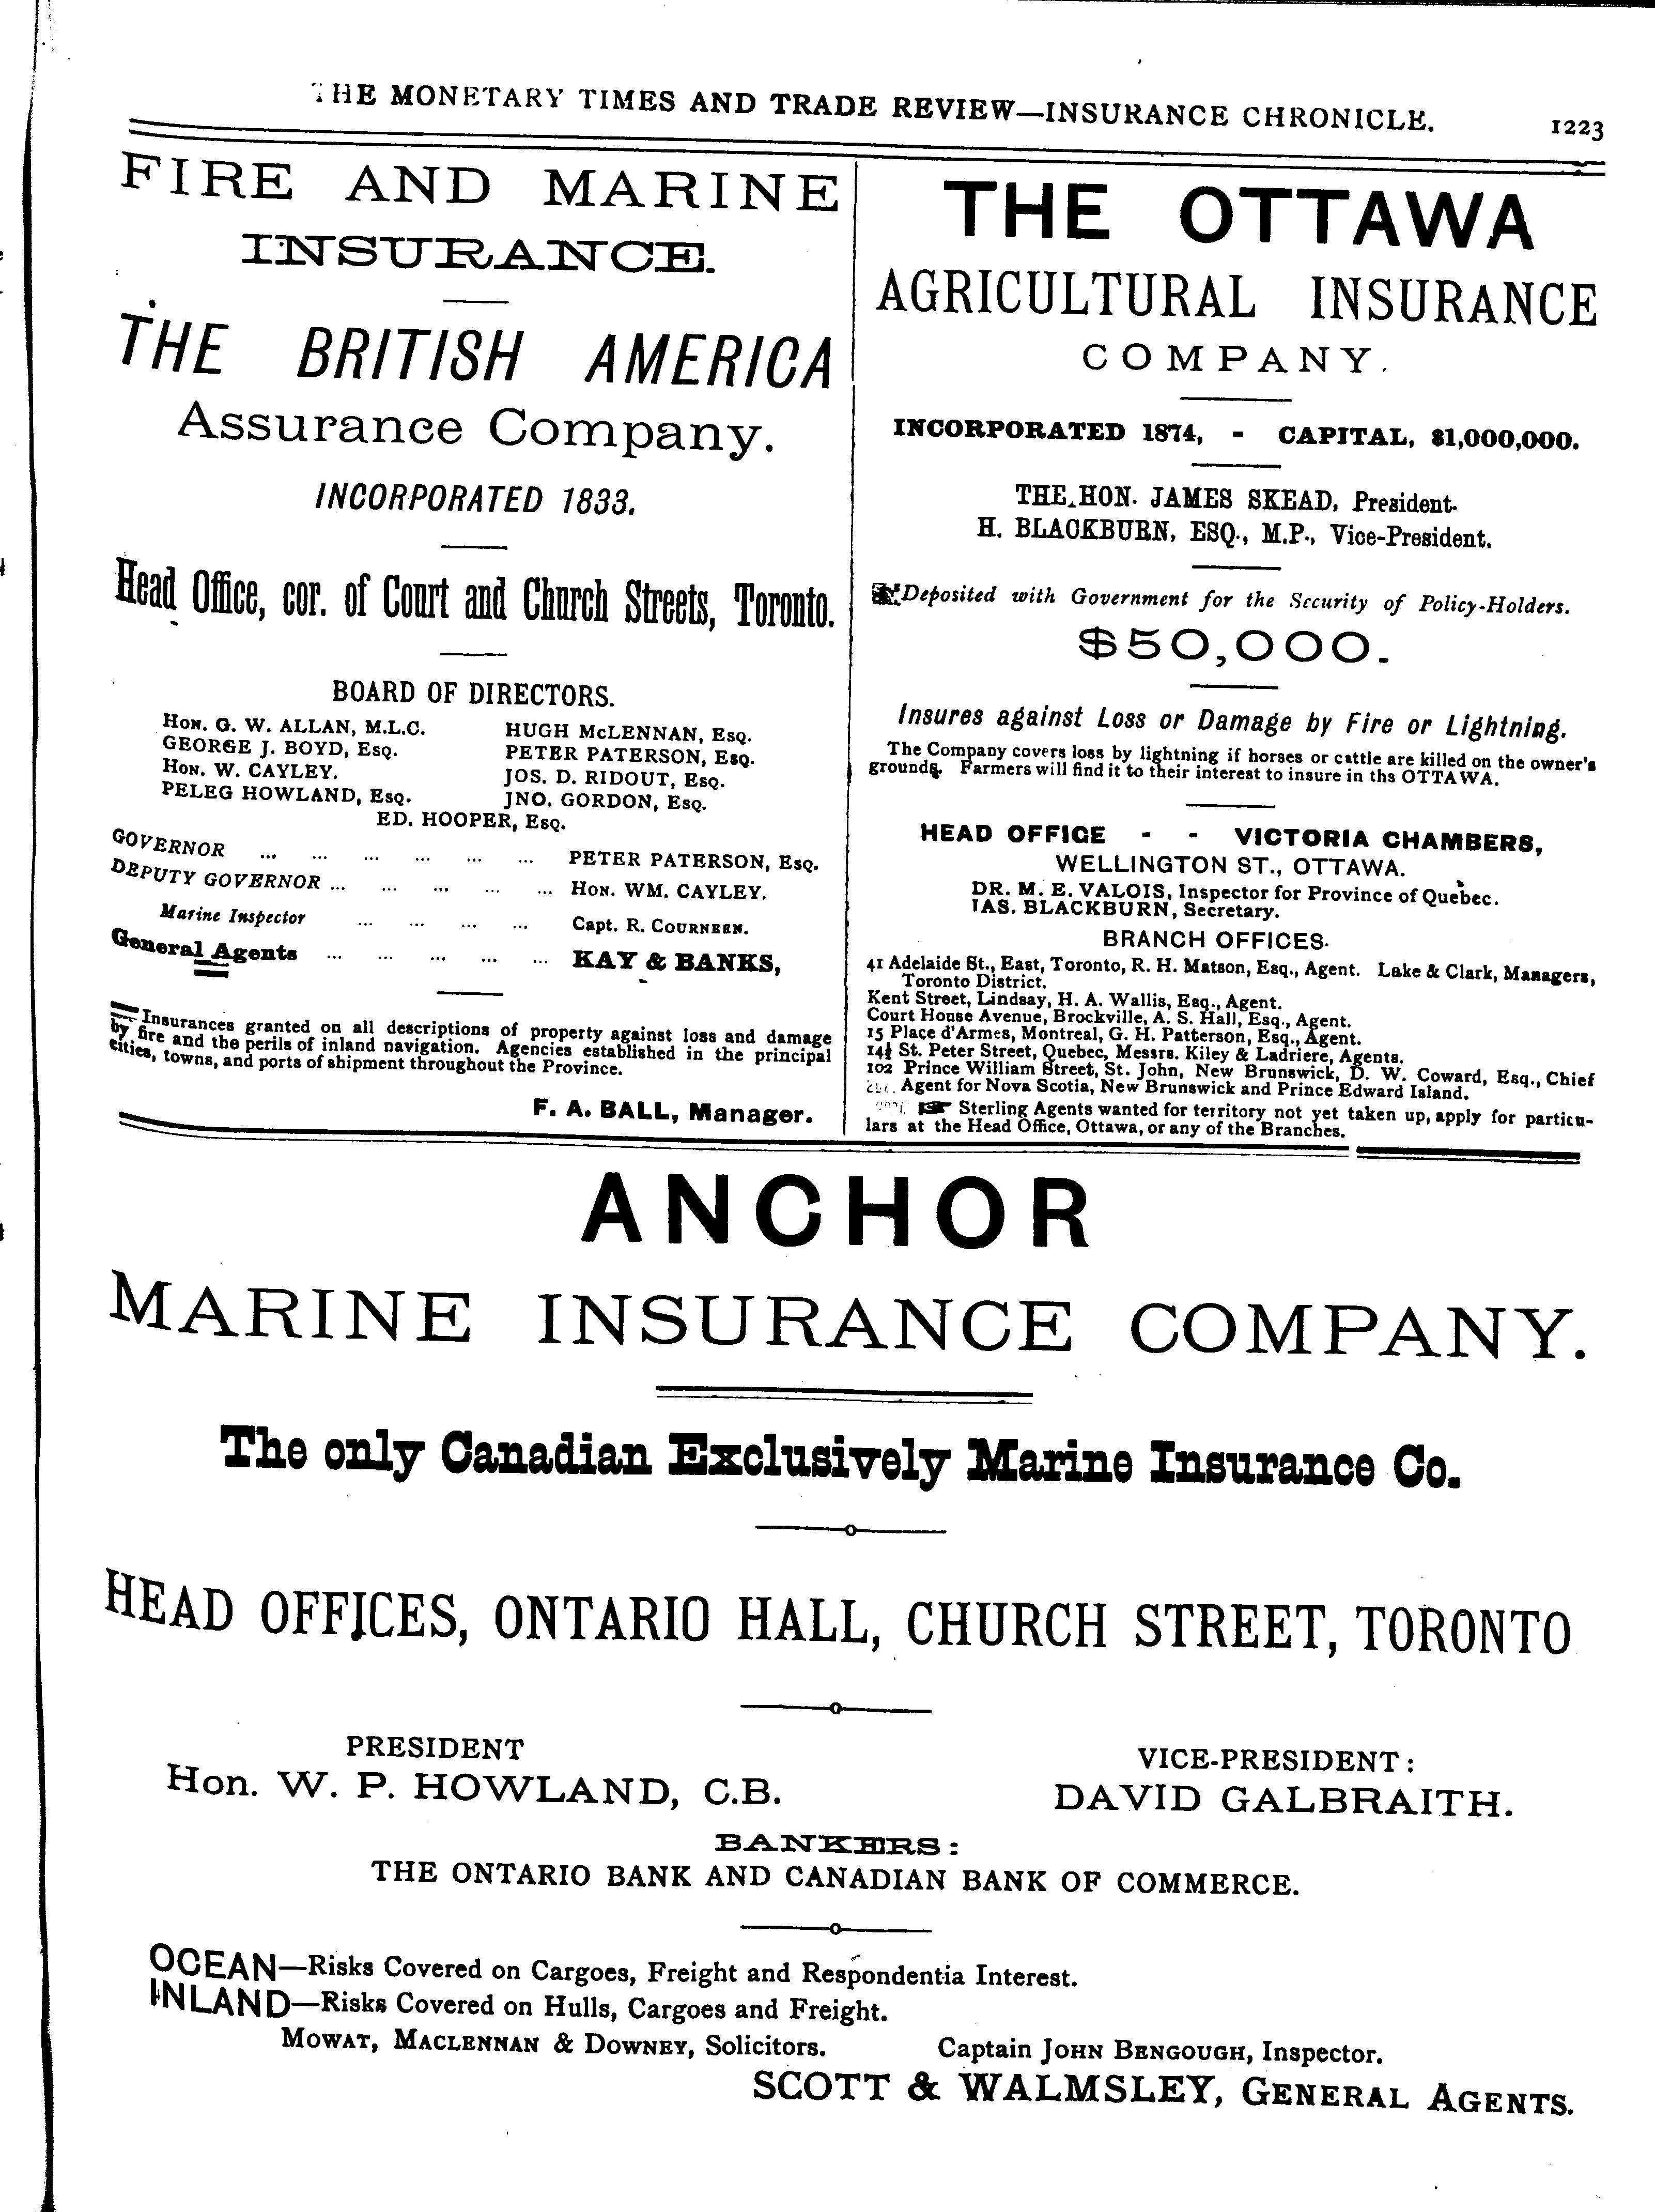 THE MONETARY TIMES AND TRADE REVIEW—INSURANCE CHRONICLE. 1223
FIRE AND MARINE
INSURANCE.
THE BRITISH AMERICA
Assurance Company.
INCORPORATED 1833.
Head Office, cor. of Court and Church Streets, Toronto.
BOARD OF DIRECTORS.
HON. G. W. ALLAN, M.L.C. HUGH McLENNAN, ESQ.
GEORGE J. BOYD, ESQ. PETER PATERSON, ESQ.
HON. W. CAYLEY. JOS. D. RIDOUT, ESQ.
PELEG HOWLAND, ESQ. JNO. GORDON, ESQ.
ED. HOOPER, ESQ.
GOVERNOR ... ... ... ... ... ... PETER PATERSON, ESQ.
DEPUTY GOVERNOR ... ... ... ... ... HON. WM. CAYLEY.
Marine Inspector ... ... ... ... Capt. R. COURNEEN.
General Agents ... ... ... ... ... KAY & BANKS,
Insurances granted on all descriptions of property against loss and damage
by fire and the perils of inland navigation. Agencies established in the principal
cities, towns, and ports of shipment throughout the Province.
F. A. BALL, Manager.
THE OTTAWA
AGRICULTURAL INSURANCE
COMPANY.
INCORPORATED 1874, - CAPITAL, $1,000,000.
THE HON. JAMES SKEAD, President.
H. BLACKBURN, ESQ., M.P., Vice-President.
Deposited with Government for the Security of Policy-Holders.
$50,000.
Insures against Loss or Damage by Fire or Lightning.
The Company covers loss by lightning if horses or cattle are killed on the owner's
grounds. Farmers will find it to their interest to insure in ths OTTAWA.
HEAD OFFICE - - VICTORIA CHAMBERS,
WELLINGTON ST., OTTAWA.
DR. M. E. VALOIS, Inspector for Province of Quebec.
JAS. BLACKBURN, Secretary.
BRANCH OFFICES.
41 Adelaide St., East, Toronto, R. H. Matson, Esq., Agent. Lake & Clark, Managers,
Toronto District.
Kent Street, Lindsay, H. A. Wallis, Esq., Agent.
Court House Avenue, Brockville, A. S. Hall, Esq., Agent.
15 Place d'Armes, Montreal, G. H. Patterson, Esq., Agent.
14½ St. Peter Street, Quebec, Messrs. Kiley & Ladriere, Agents.
102 Prince William Street, St. John, New Brunswick, D. W. Coward, Esq., Chief
Agent for Nova Scotia, New Brunswick and Prince Edward Island.
☞ Sterling Agents wanted for territory not yet taken up, apply for particu-
lars at the Head Office, Ottawa, or any of the Branches.
ANCHOR
MARINE INSURANCE COMPANY.
The only Canadian Exclusively Marine Insurance Co.
HEAD OFFICES, ONTARIO HALL, CHURCH STREET, TORONTO
PRESIDENT
Hon. W. P. HOWLAND, C.B.
VICE-PRESIDENT:
DAVID GALBRAITH.
BANKERS:
THE ONTARIO BANK AND CANADIAN BANK OF COMMERCE.
OCEAN—Risks Covered on Cargoes, Freight and Respondentia Interest.
INLAND—Risks Covered on Hulls, Cargoes and Freight.
MOWAT, MACLENNAN & DOWNEY, Solicitors. Captain JOHN BENGOUGH, Inspector.
SCOTT & WALMSLEY, GENERAL AGENTS.